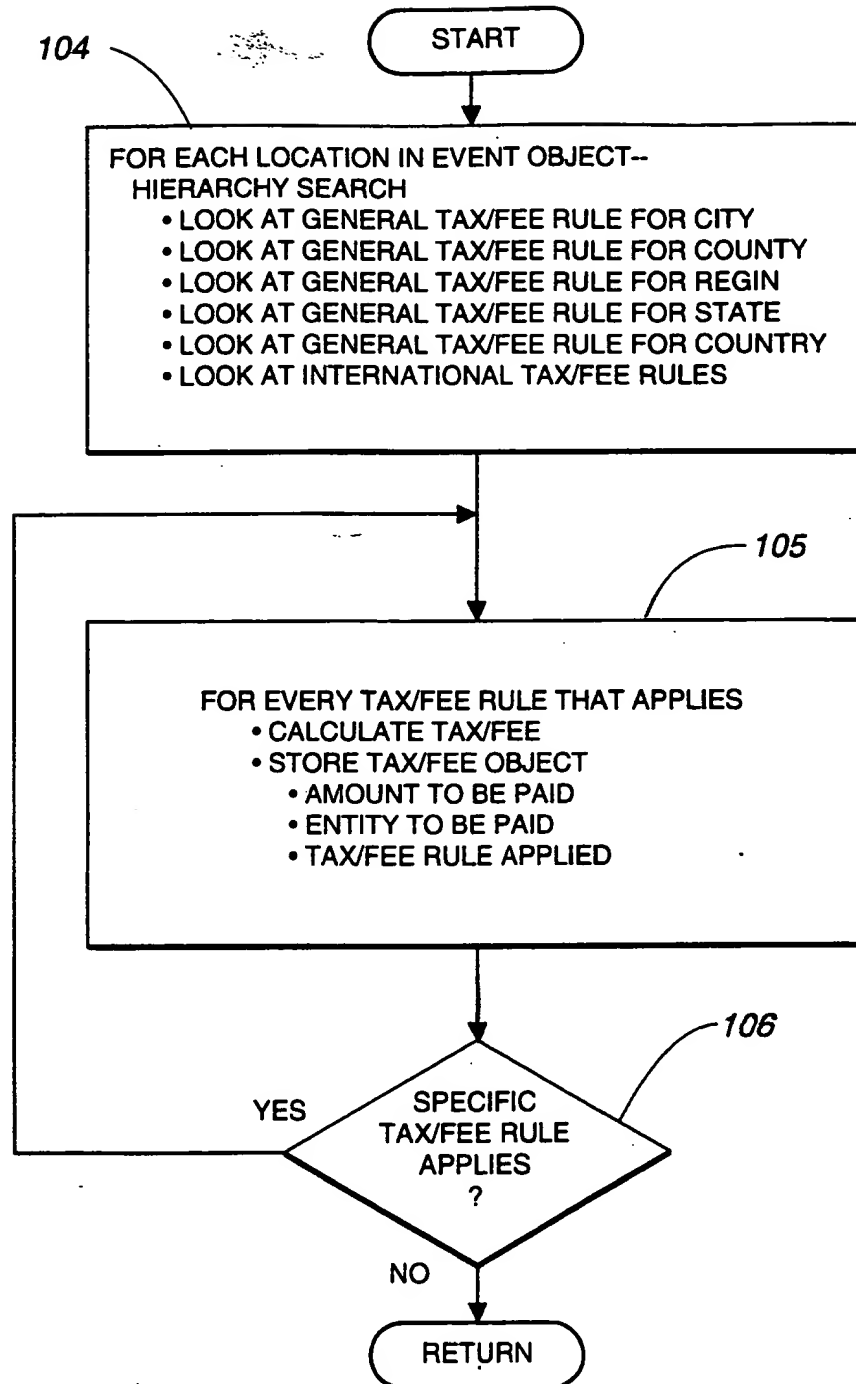 START
104
FOR EACH LOCATION IN EVENT OBJECT--
HIERARCHY SEARCH
• LOOK AT GENERAL TAX/FEE RULE FOR CITY
• LOOK AT GENERAL TAX/FEE RULE FOR COUNTY
• LOOK AT GENERAL TAX/FEE RULE FOR REGIN
• LOOK AT GENERAL TAX/FEE RULE FOR STATE
• LOOK AT GENERAL TAX/FEE RULE FOR COUNTRY
• LOOK AT INTERNATIONAL TAX/FEE RULES
105
FOR EVERY TAX/FEE RULE THAT APPLIES
• CALCULATE TAX/FEE
• STORE TAX/FEE OBJECT
• AMOUNT TO BE PAID
• ENTITY TO BE PAID
• TAX/FEE RULE APPLIED
106
YES
SPECIFIC
TAX/FEE RULE
APPLIES
?
NO
RETURN